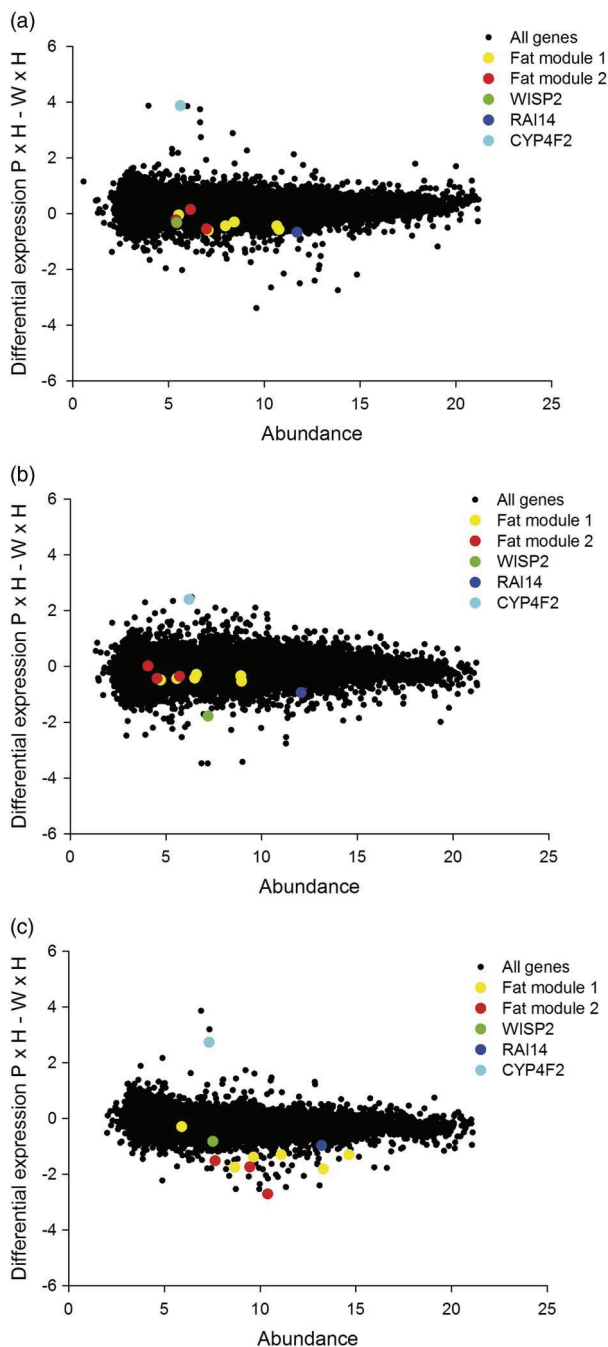 (a)
Differential expression P x H - W x H
6
4
2
0
-2
-4
-6
0 5 10 15 20 25
Abundance
All genes
Fat module 1
Fat module 2
WISP2
RAI14
CYP4F2
(b)
Differential expression P x H - W x H
6
4
2
0
-2
-4
-6
0 5 10 15 20 25
Abundance
All genes
Fat module 1
Fat module 2
WISP2
RAI14
CYP4F2
(c)
Differential expression P x H - W x H
6
4
2
0
-2
-4
-6
0 5 10 15 20 25
Abundance
All genes
Fat module 1
Fat module 2
WISP2
RAI14
CYP4F2